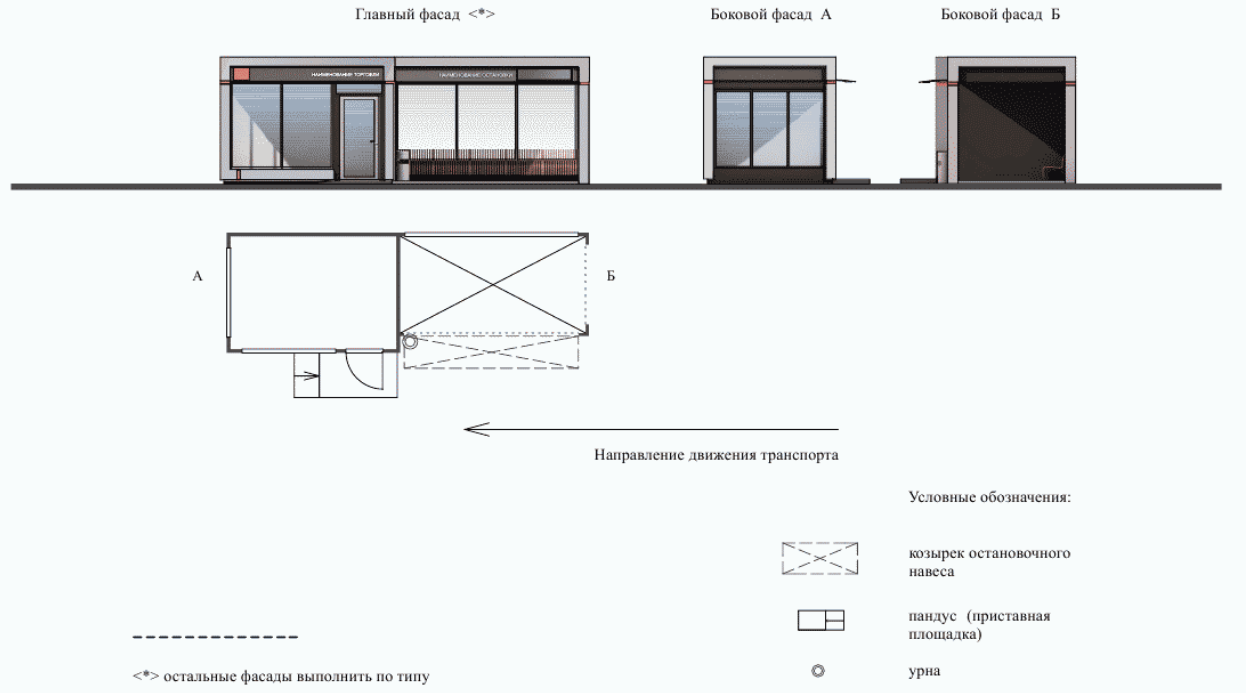 Главный фасад <*>
Боковой фасад А
Боковой фасад Б
НАИМЕНОВАНИЕ ТОРГОВЛИ
НАИМЕНОВАНИЕ ОСТАНОВКИ
А
Б
Направление движения транспорта
Условные обозначения:
козырек остановочного
навеса
пандус (приставная
площадка)
урна
<*> остальные фасады выполнить по типу